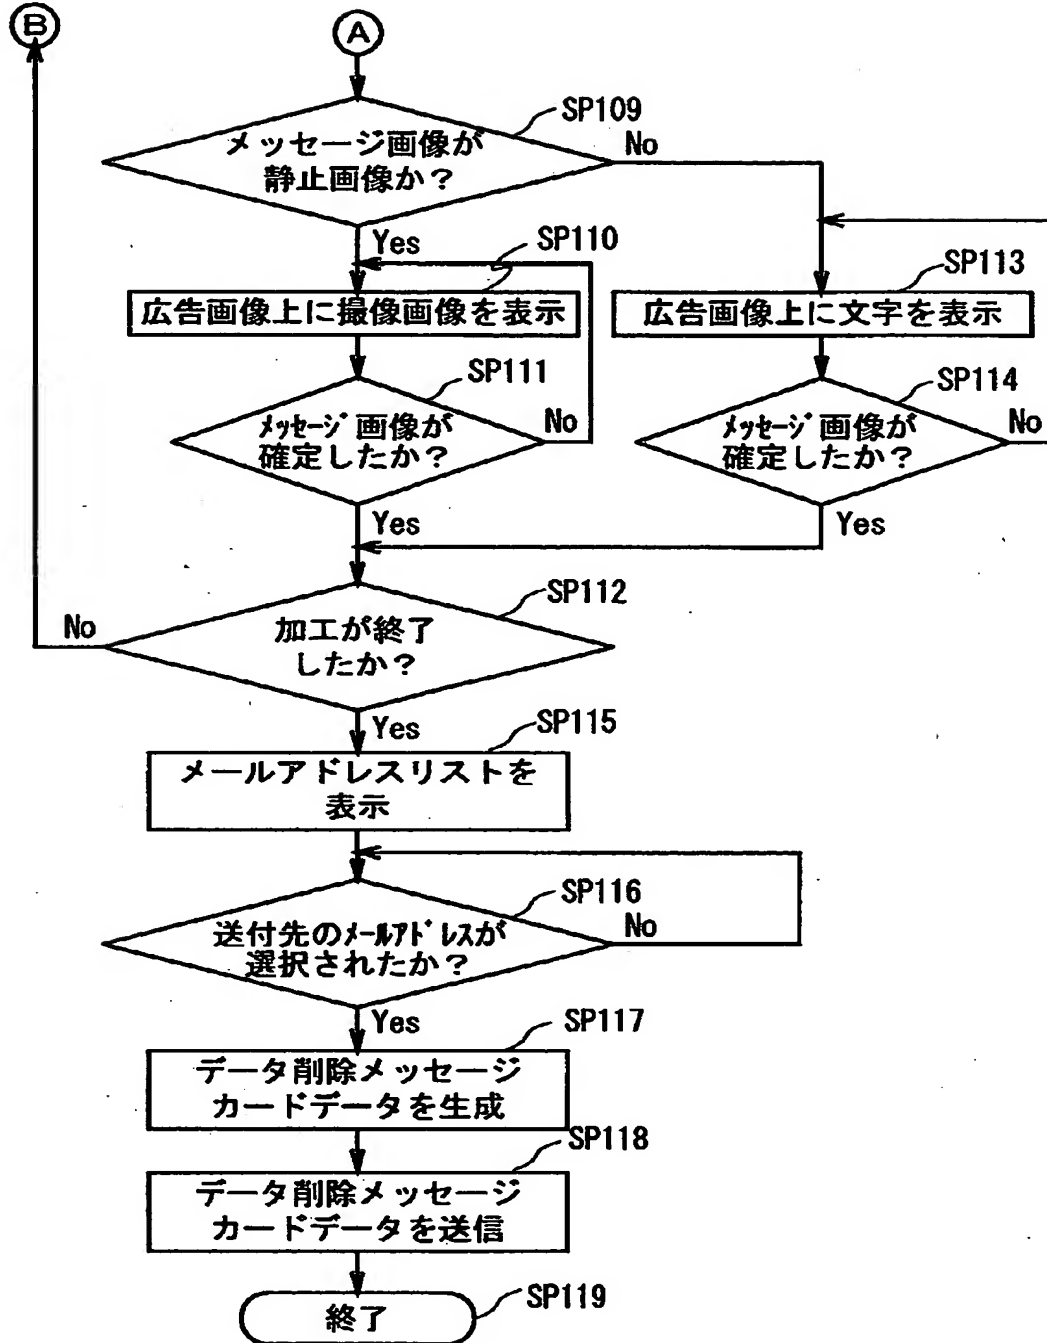 B
A
SP109
メッセージ画像が
静止画像か?
No
Yes
SP110
広告画像上に撮像画像を表示
SP113
広告画像上に文字を表示
SP111
メッセージ画像が
確定したか?
No
SP114
メッセージ画像が
確定したか?
No
Yes
Yes
SP112
加工が終了
したか?
No
Yes
SP115
メールアドレスリストを
表示
SP116
送付先のメールアドレスが
選択されたか?
No
Yes
SP117
データ削除メッセージ
カードデータを生成
SP118
データ削除メッセージ
カードデータを送信
終了
SP119